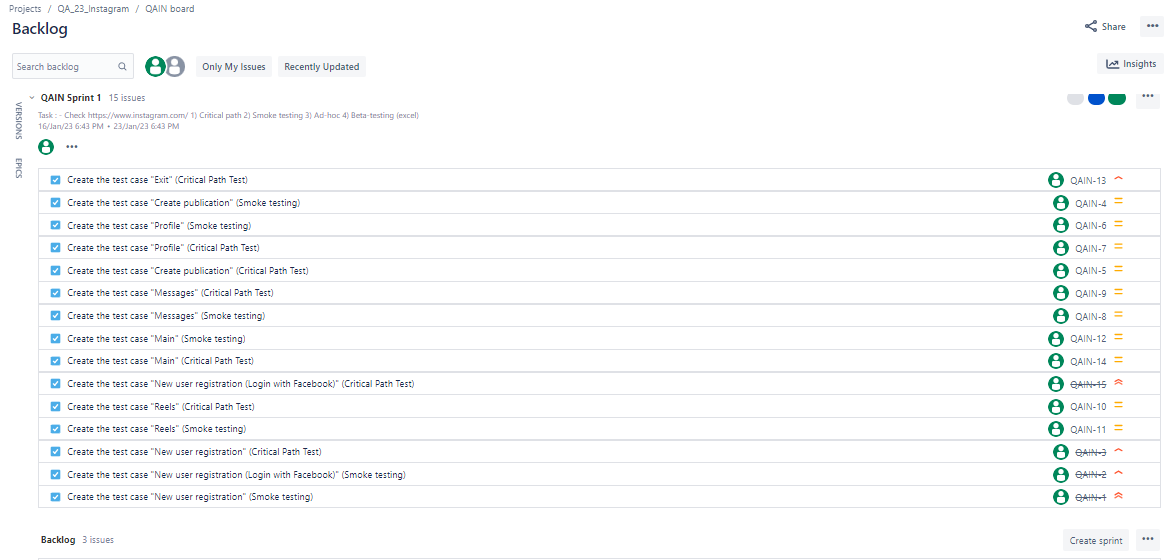 Projects / QA_23_Instagram / QAIN board
Backlog
Share
•••
Search backlog
Only My Issues
Recently Updated
Insights
VERSIONS
EPICS
QAIN Sprint 1 15 issues
•••
Task : - Check https://www.instagram.com/ 1) Critical path 2) Smoke testing 3) Ad-hoc 4) Beta-testing (excel)
16/Jan/23 6:43 PM • 23/Jan/23 6:43 PM
•••
Create the test case "Exit" (Critical Path Test) QAIN-13
Create the test case "Create publication" (Smoke testing) QAIN-4
Create the test case "Profile" (Smoke testing) QAIN-6
Create the test case "Profile" (Critical Path Test) QAIN-7
Create the test case "Create publication" (Critical Path Test) QAIN-5
Create the test case "Messages" (Critical Path Test) QAIN-9
Create the test case "Messages" (Smoke testing) QAIN-8
Create the test case "Main" (Smoke testing) QAIN-12
Create the test case "Main" (Critical Path Test) QAIN-14
Create the test case "New user registration (Login with Facebook)" (Critical Path Test) QAIN-15
Create the test case "Reels" (Critical Path Test) QAIN-10
Create the test case "Reels" (Smoke testing) QAIN-11
Create the test case "New user registration" (Critical Path Test) QAIN-3
Create the test case "New user registration (Login with Facebook)" (Smoke testing) QAIN-2
Create the test case "New user registration" (Smoke testing) QAIN-1
Backlog 3 issues
Create sprint
•••